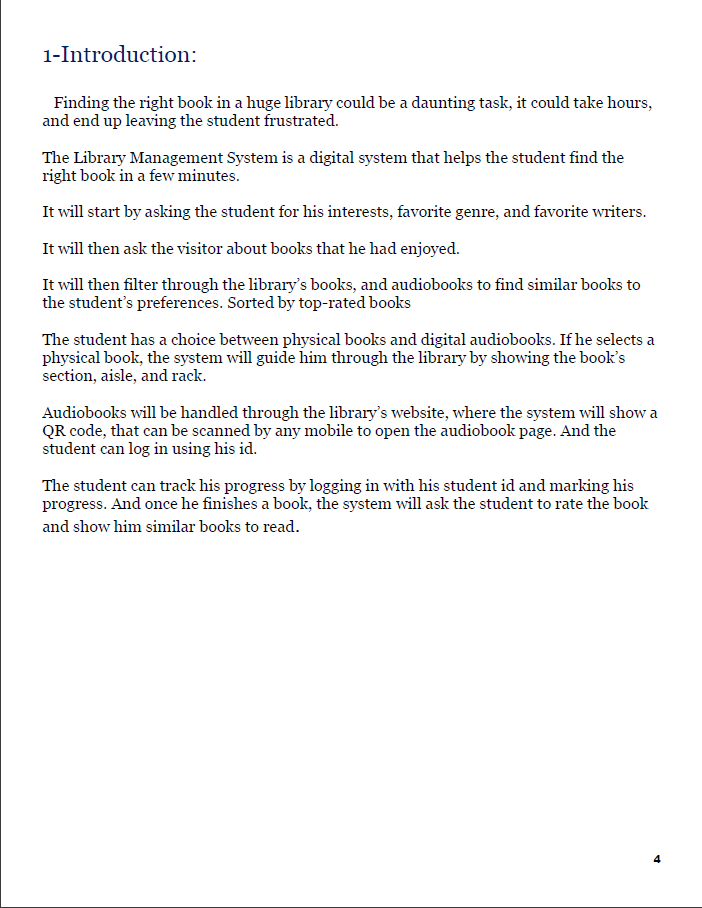 1-Introduction:
Finding the right book in a huge library could be a daunting task, it could take hours,
and end up leaving the student frustrated.
The Library Management System is a digital system that helps the student find the
right book in a few minutes.
It will start by asking the student for his interests, favorite genre, and favorite writers.
It will then ask the visitor about books that he had enjoyed.
It will then filter through the library’s books, and audiobooks to find similar books to
the student’s preferences. Sorted by top-rated books
The student has a choice between physical books and digital audiobooks. If he selects a
physical book, the system will guide him through the library by showing the book’s
section, aisle, and rack.
Audiobooks will be handled through the library’s website, where the system will show a
QR code, that can be scanned by any mobile to open the audiobook page. And the
student can log in using his id.
The student can track his progress by logging in with his student id and marking his
progress. And once he finishes a book, the system will ask the student to rate the book
and show him similar books to read.
4